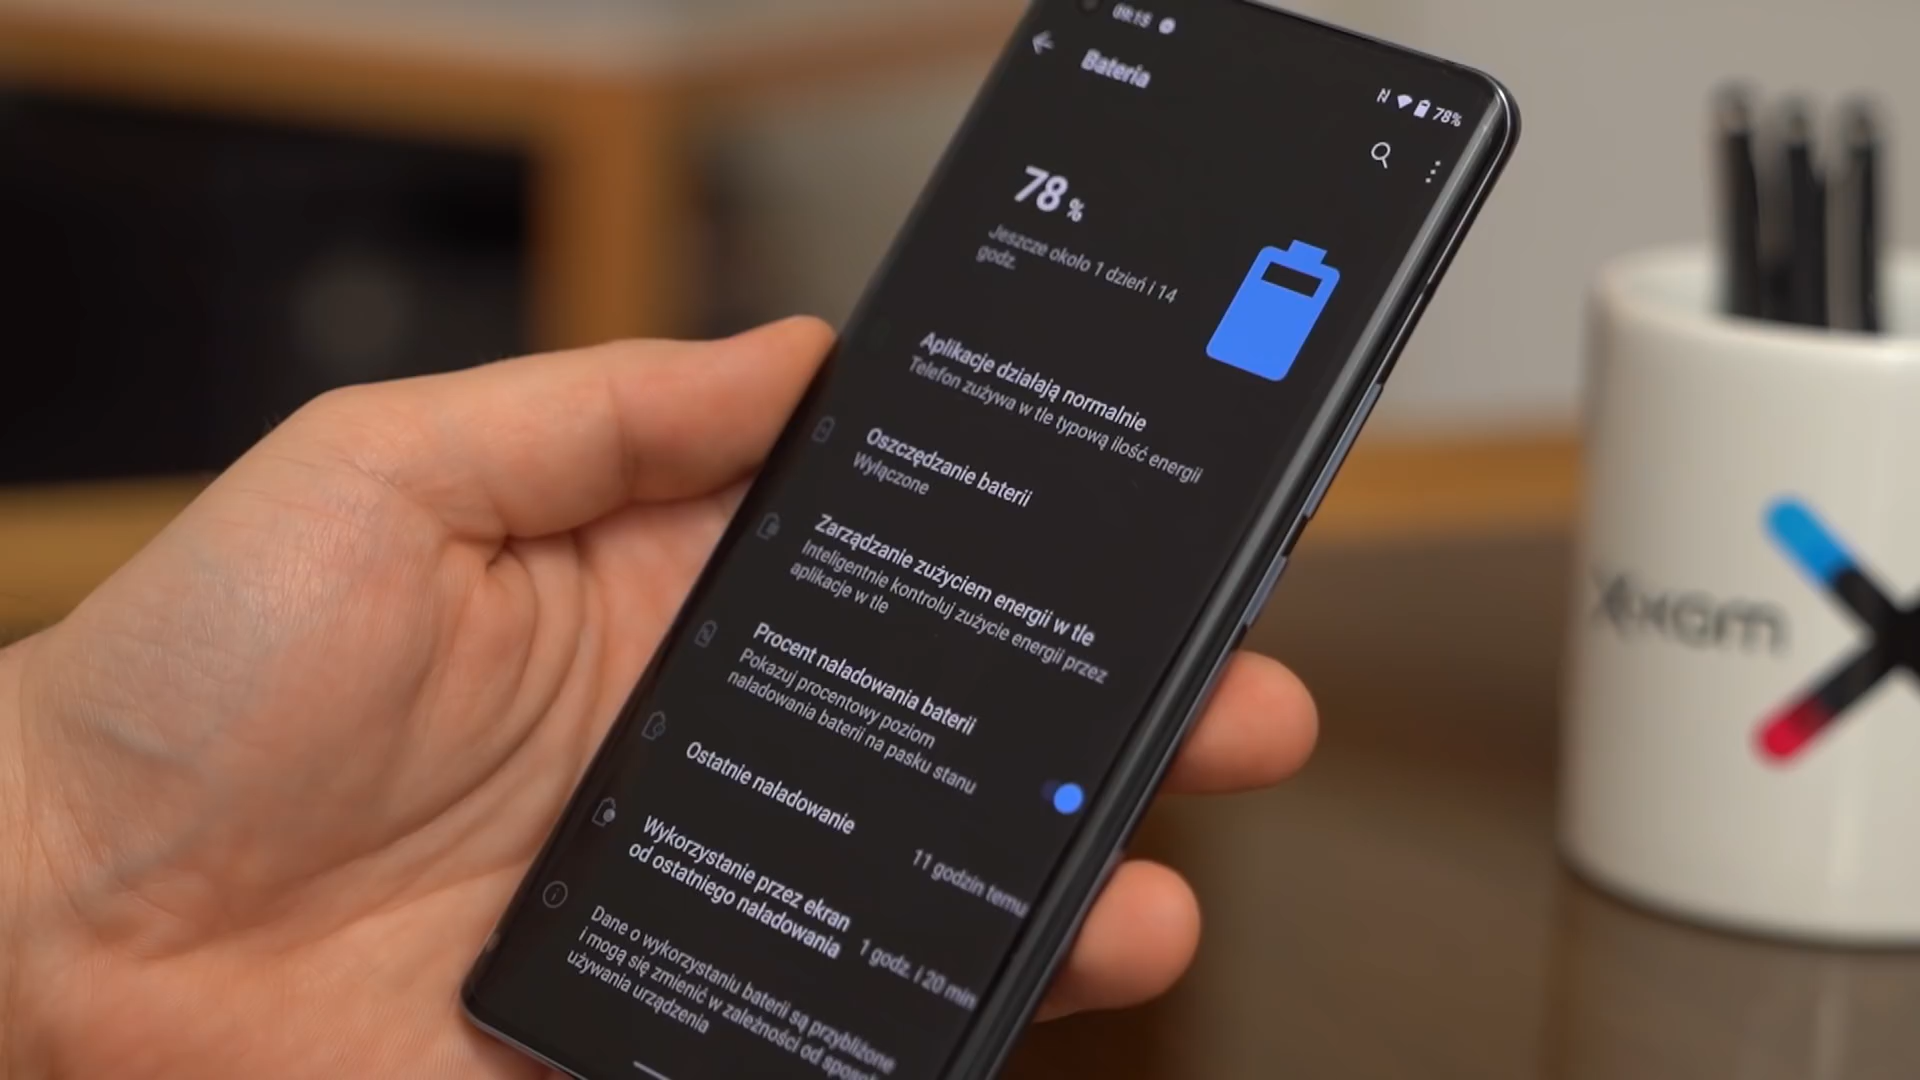 09:15
78%
Bateria
78 %
Jeszcze około 1 dzień i 14
godz.
Aplikacje działają normalnie
Telefon zużywa w tle typową ilość energii
Oszczędzanie baterii
Wyłączone
Zarządzanie zużyciem energii w tle
Inteligentnie kontroluj zużycie energii przez
aplikacje w tle
Procent naładowania baterii
Pokazuj procentowy poziom
naładowania baterii na pasku stanu
Ostatnie naładowanie
11 godzin temu
Wykorzystanie przez ekran
od ostatniego naładowania
1 godz. i 20 min
Dane o wykorzystaniu baterii są przybliżone
i mogą się zmienić w zależności od
używania urządzenia